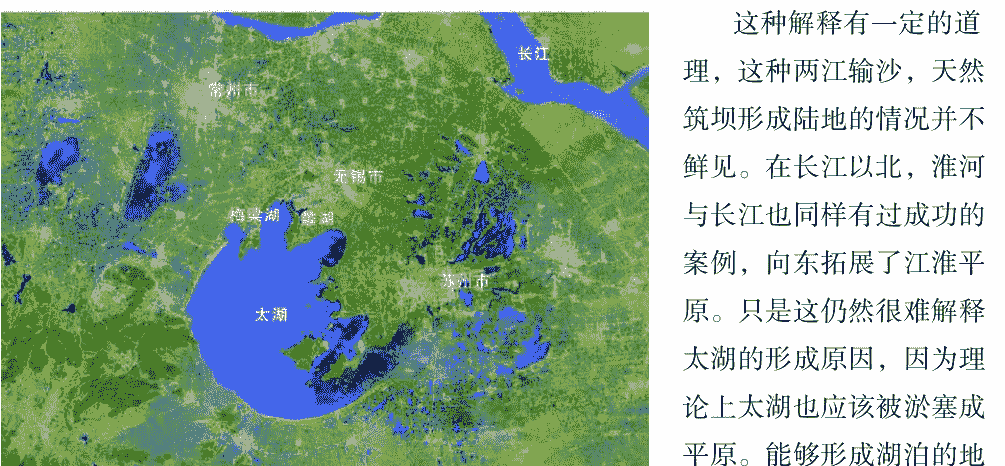 长江
常州市
无锡市
梅梁湖
蠡湖
苏州市
太湖
这种解释有一定的道
理，这种两江输沙，天然
筑坝形成陆地的情况并不
鲜见。在长江以北，淮河
与长江也同样有过成功的
案例，向东拓展了江淮平
原。只是这仍然很难解释
太湖的形成原因，因为理
论上太湖也应该被淤塞成
平原。能够形成湖泊的地